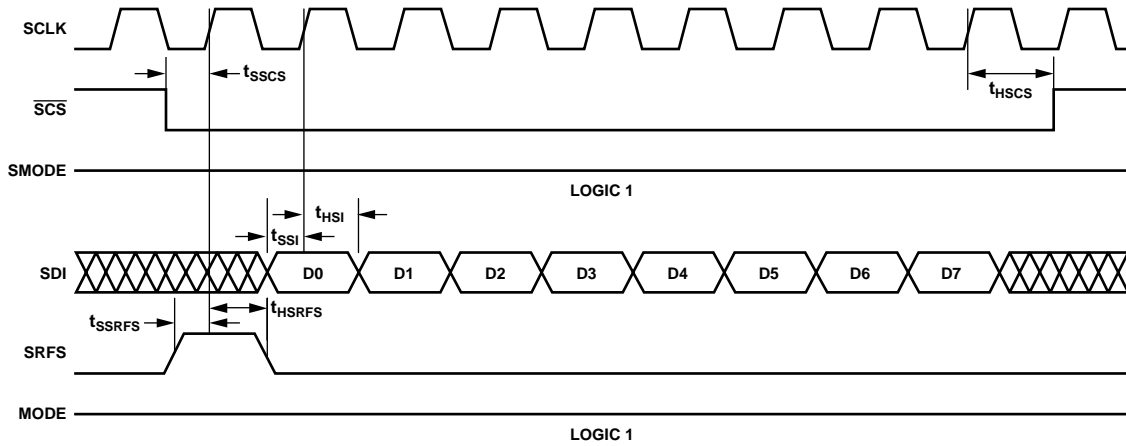 SCLK
tSSCS
tHSCS
SCS
SMODE
LOGIC 1
tHSI
tSSI
SDI
D0 D1 D2 D3 D4 D5 D6 D7
tHSRFS
tSSRFS
SRFS
MODE
LOGIC 1